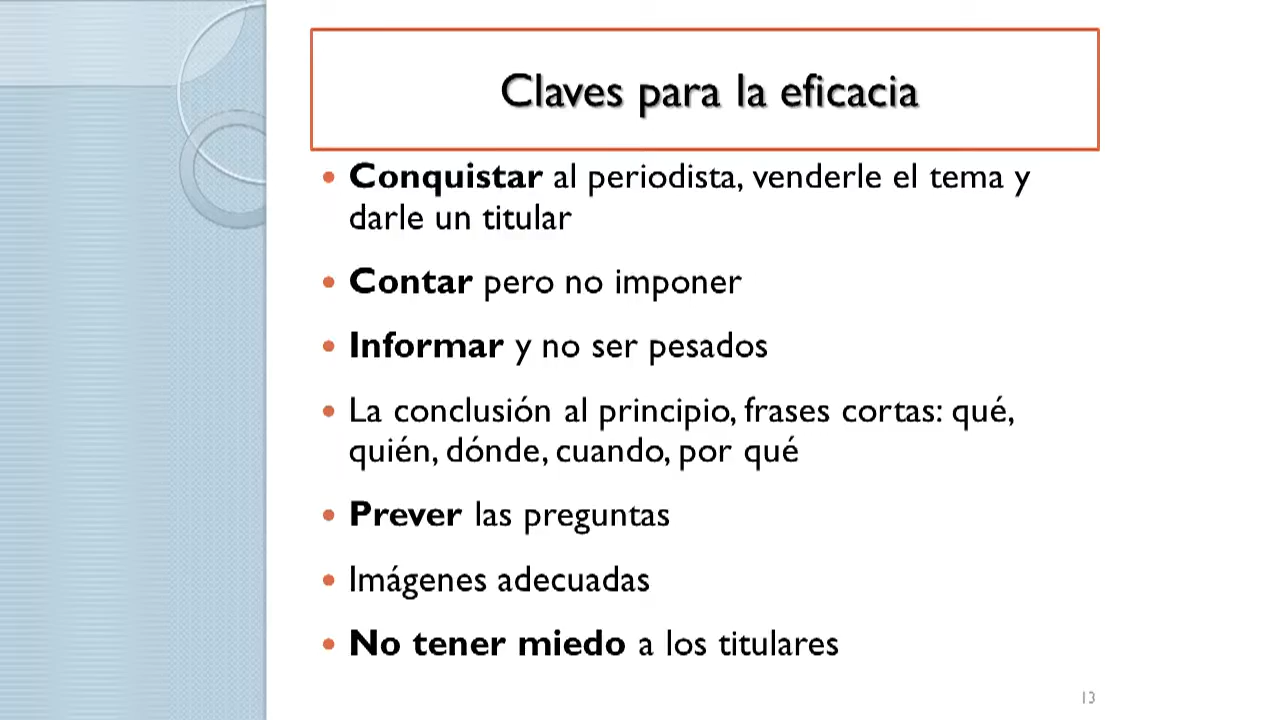 Claves para la eficacia
• Conquistar al periodista, venderle el tema y
darle un titular
• Contar pero no imponer
• Informar y no ser pesados
• La conclusión al principio, frases cortas: qué,
quién, dónde, cuando, por qué
• Prever las preguntas
• Imágenes adecuadas
• No tener miedo a los titulares
13